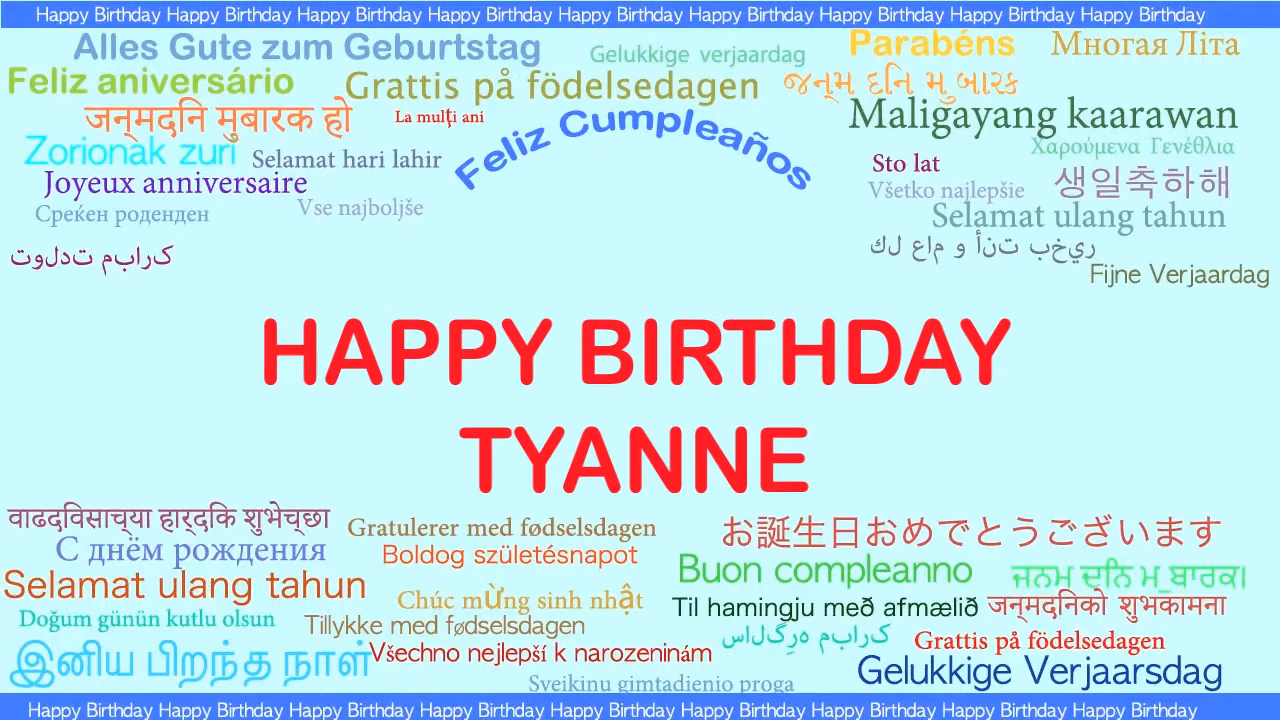 Happy Birthday Happy Birthday Happy Birthday Happy Birthday Happy Birthday Happy Birthday Happy Birthday Happy Birthday Happy Birthday
Alles Gute zum Geburtstag
Gelukkige verjaardag
Parabéns
Многая Літа
Feliz aniversário
Grattis på födelsedagen
જન્મ દનિ મુ બારક
जन्मदनि मुबारक हो
La mulţi ani
Feliz Cumpleaños
Maligayang kaarawan
Zorionak zuri
Selamat hari lahir
Χαρούμενα Γενέθλια
Sto lat
Joyeux anniversaire
Všetko najlepšie
생일축하해
Среќен роденден
Vse najboljše
Selamat ulang tahun
تولدت مبارک
كل عام و أنت بخير
Fijne Verjaardag
HAPPY BIRTHDAY
TYANNE
वाढदविसाच्या हार्दकि शुभेच्छा
Gratulerer med fødselsdagen
お誕生日おめでとうございます
С днём рождения
Boldog születésnapot
Buon compleanno
ਜਨਮ ਦਨਿ ਮੁ ਬਾਰਕ।
Selamat ulang tahun
Chúc mừng sinh nhật
Til hamingju með afmælið
जन्मदनिको शुभकामना
Doğum günün kutlu olsun
Tillykke med fødselsdagen
سالگرہ مبارک
Grattis på födelsedagen
இனிய பிறந்த நாள்
Všechno nejlepší k narozeninám
Gelukkige Verjaarsdag
Sveikinu gimtadienio proga
Happy Birthday Happy Birthday Happy Birthday Happy Birthday Happy Birthday Happy Birthday Happy Birthday Happy Birthday Happy Birthday